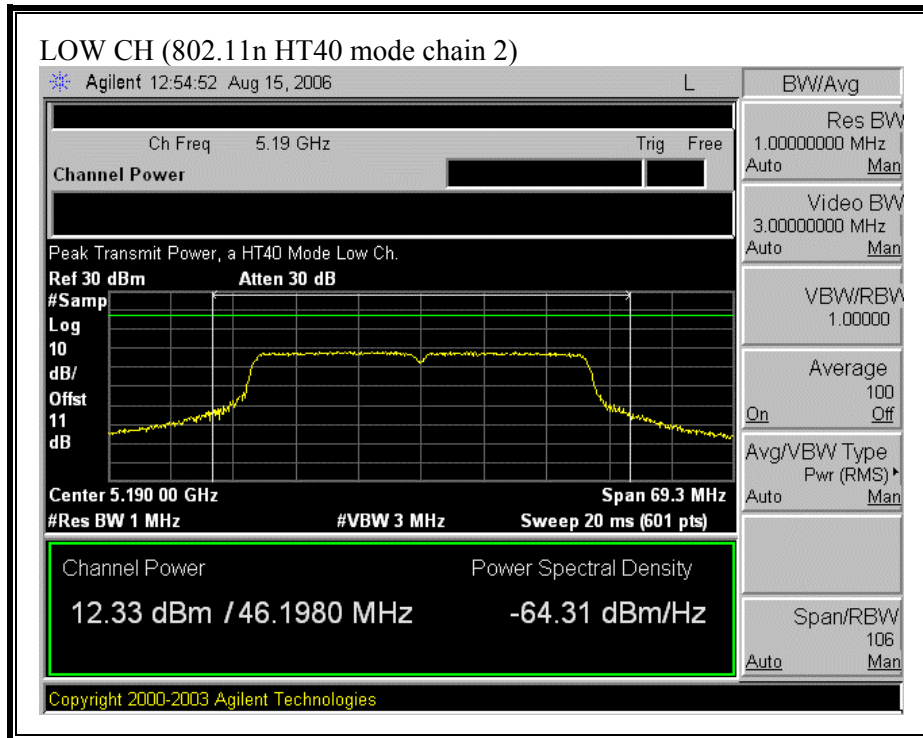 LOW CH (802.11n HT40 mode chain 2)
Agilent 12:54:52 Aug 15, 2006 L
BW/Avg
Ch Freq 5.19 GHz Trig Free
Channel Power
Res BW
1.00000000 MHz
Auto Man
Video BW
3.00000000 MHz
Auto Man
VBW/RBW
1.00000
Average
100
On Off
Avg/VBW Type
Pwr (RMS)
Auto Man
Span/RBW
106
Auto Man
Peak Transmit Power, a HT40 Mode Low Ch.
Ref 30 dBm Atten 30 dB
#Samp
Log
10
dB/
Offst
11
dB
Center 5.190 00 GHz Span 69.3 MHz
#Res BW 1 MHz #VBW 3 MHz Sweep 20 ms (601 pts)
Channel Power Power Spectral Density
12.33 dBm / 46.1980 MHz -64.31 dBm/Hz
Copyright 2000-2003 Agilent Technologies